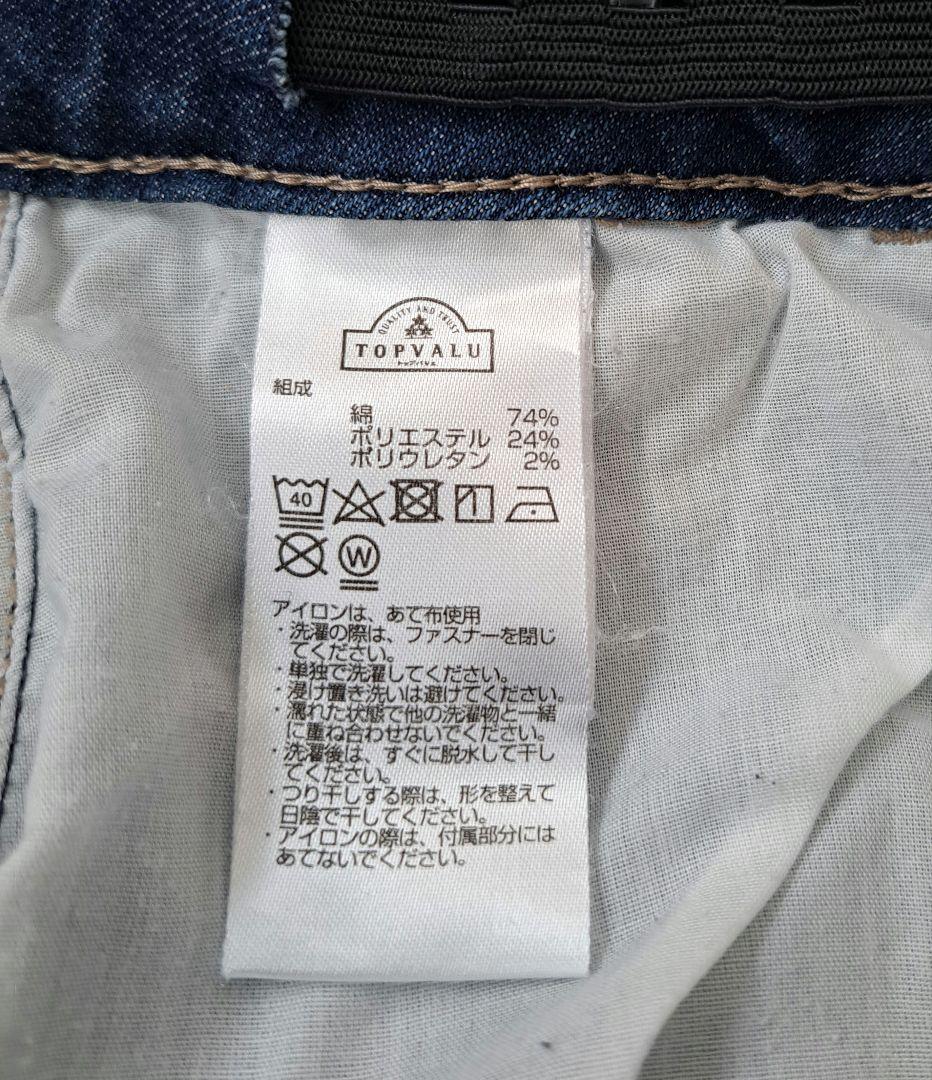 QUALITY AND TRUST
TOPVALU
トップバリュ
組成
綿 74%
ポリエステル 24%
ポリウレタン 2%
40
W
アイロンは、あて布使用
・洗濯の際は、ファスナーを閉じ
てください。
・単独で洗濯してください。
・浸け置き洗いは避けてください。
・濡れた状態で他の洗濯物と一緒
に重ね合わせないでください。
・洗濯後は、すぐに脱水して干し
てください。
・つり干しする際は、形を整えて
日陰で干してください。
・アイロンの際は、付属部分には
あてないでください。